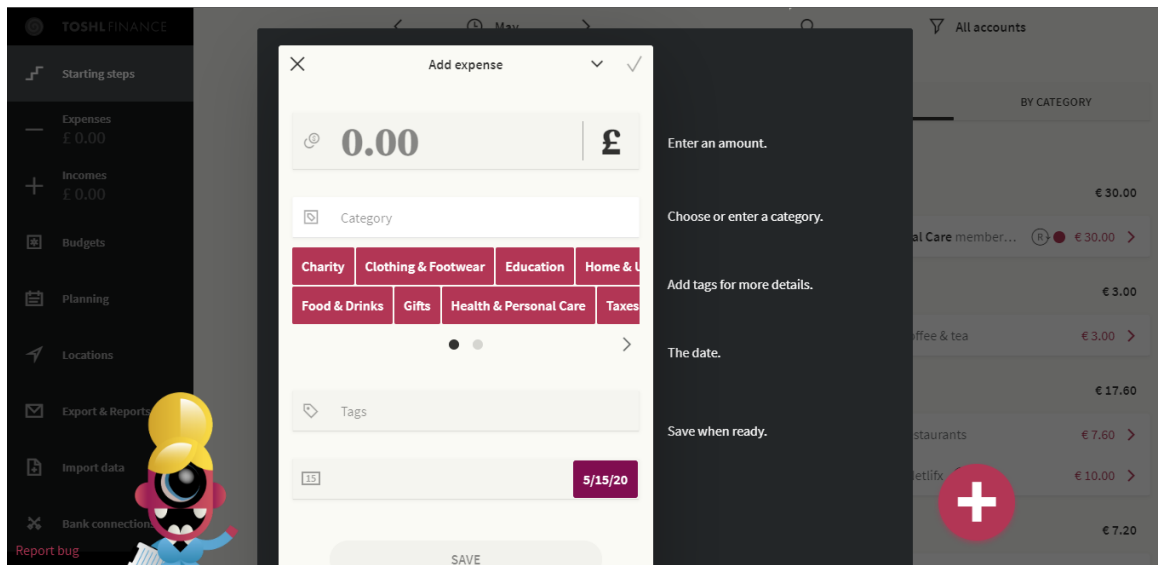 TOSHL FINANCE
May
All accounts
Starting steps
Expenses
£ 0.00
Incomes
£ 0.00
Budgets
Planning
Locations
Export & Reports
Import data
Bank connections
Report bug
Add expense
0.00 £
Category
Charity Clothing & Footwear Education Home & U
Food & Drinks Gifts Health & Personal Care Taxes
Tags
15 5/15/20
SAVE
Enter an amount.
Choose or enter a category.
Add tags for more details.
The date.
Save when ready.
BY CATEGORY
€ 30.00
al Care member... R € 30.00
€ 3.00
offee & tea € 3.00
€ 17.60
estaurants € 7.60
letlifx € 10.00
€ 7.20